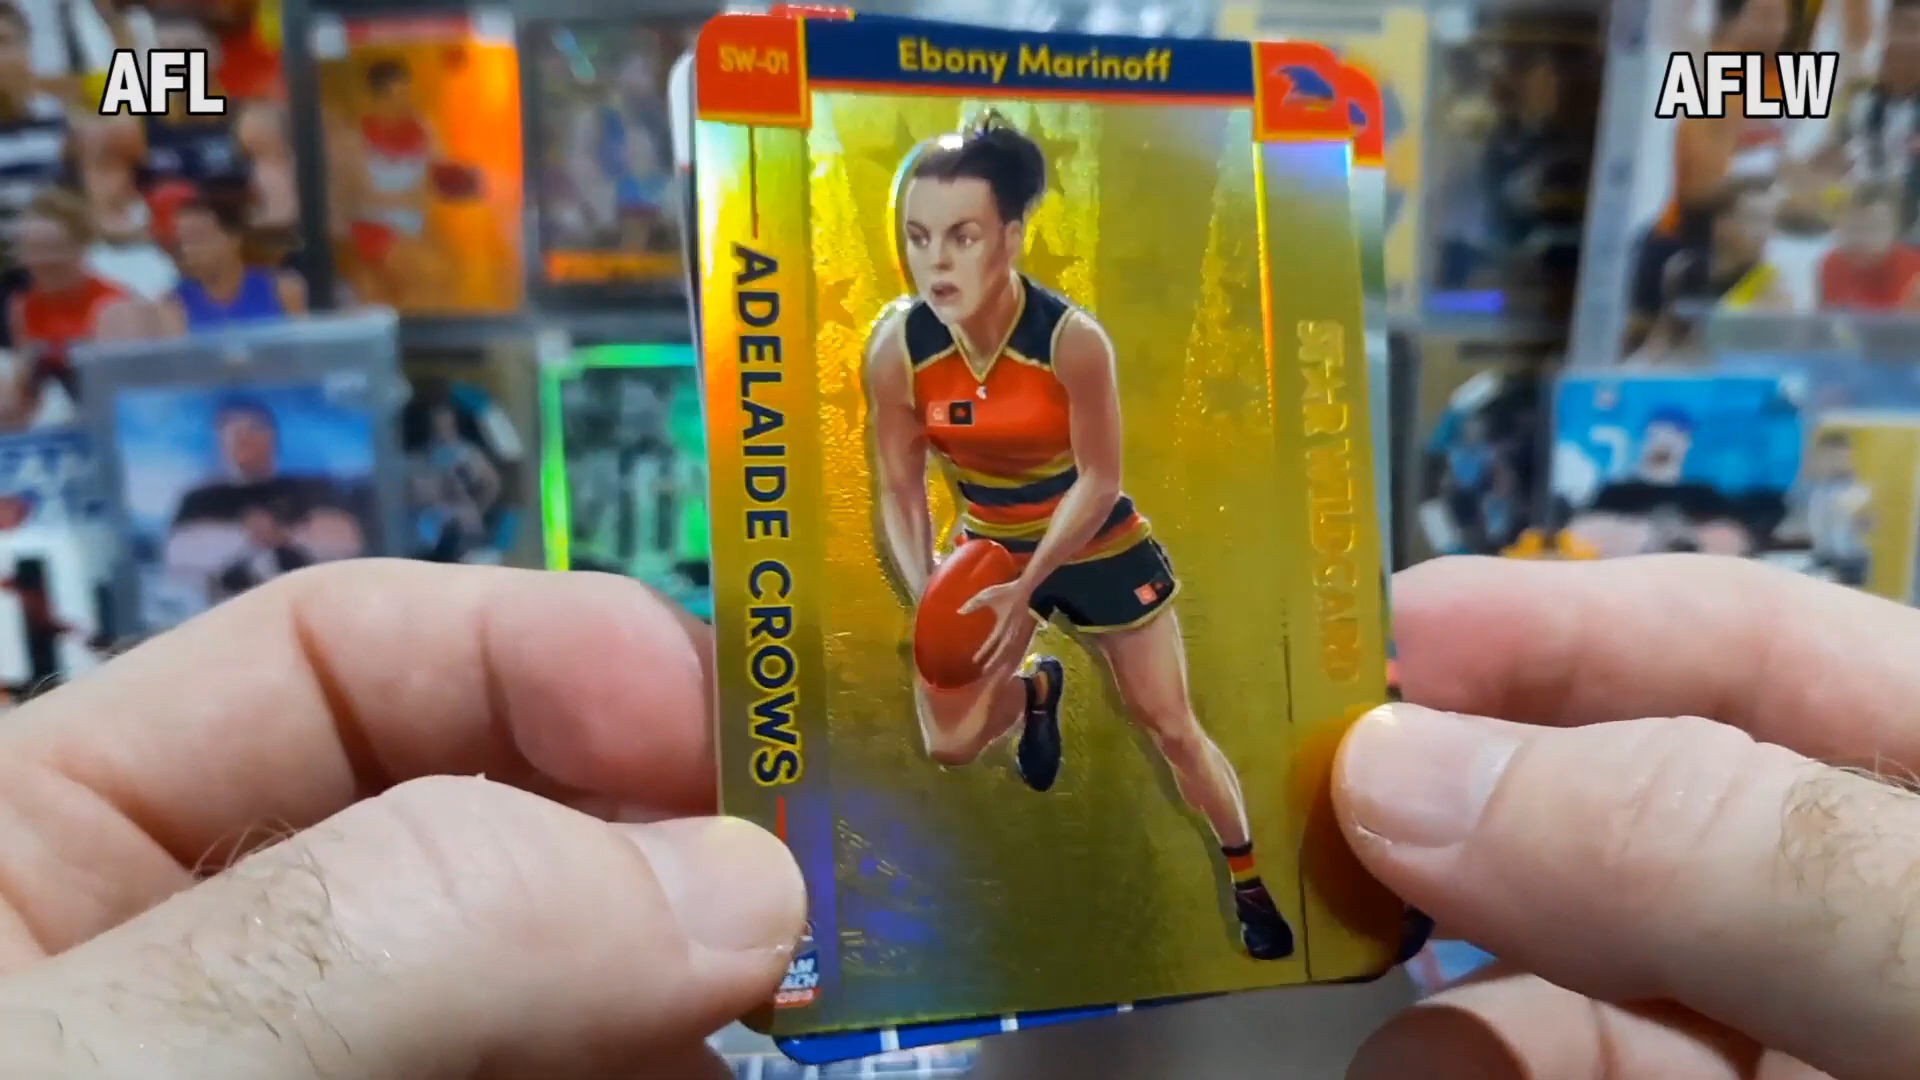 AFL
AFLW
SW-01
Ebony Marinoff
ADELAIDE CROWS
STAR WILDCARD